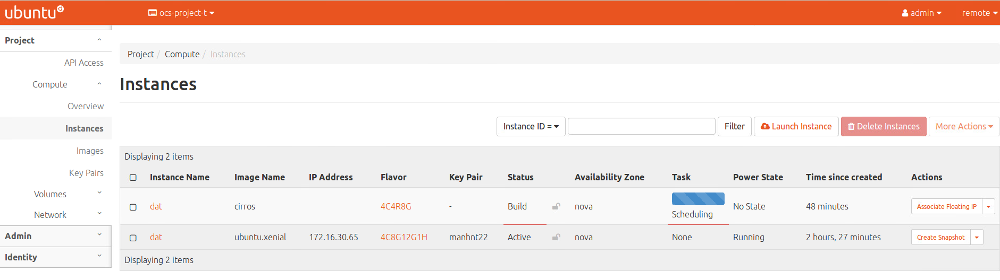 ubuntu ocs-project-t admin remote
Project
API Access
Compute
Overview
Instances
Images
Key Pairs
Volumes
Network
Admin
Identity
Project / Compute / Instances
Instances
Instance ID = Filter Launch Instance Delete Instances More Actions
Displaying 2 items
Instance Name Image Name IP Address Flavor Key Pair Status Availability Zone Task Power State Time since created Actions
dat cirros 4C4R8G - Build nova Scheduling No State 48 minutes Associate Floating IP
dat ubuntu.xenial 172.16.30.65 4C8G12G1H manhnt22 Active nova None Running 2 hours, 27 minutes Create Snapshot
Displaying 2 items